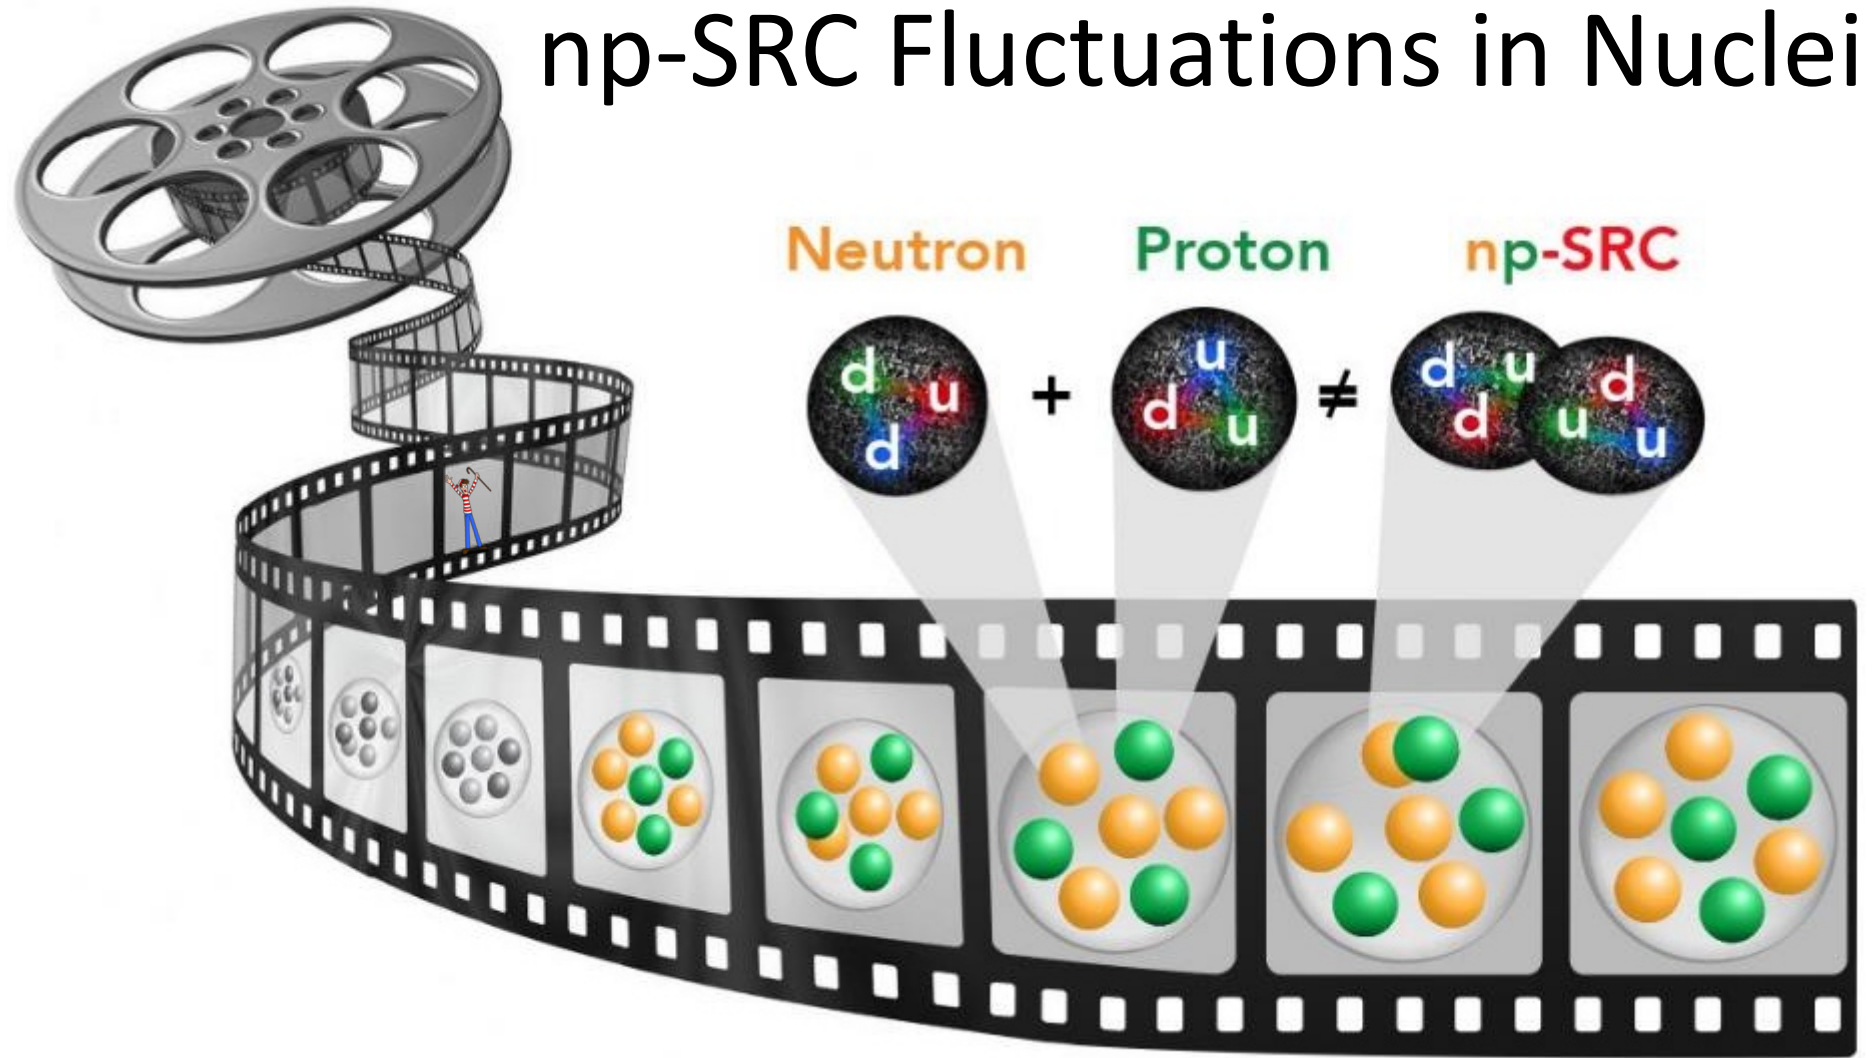 np-SRC Fluctuations in Nuclei
Neutron Proton np-SRC
d u d + u d u ≠ d u d d u u